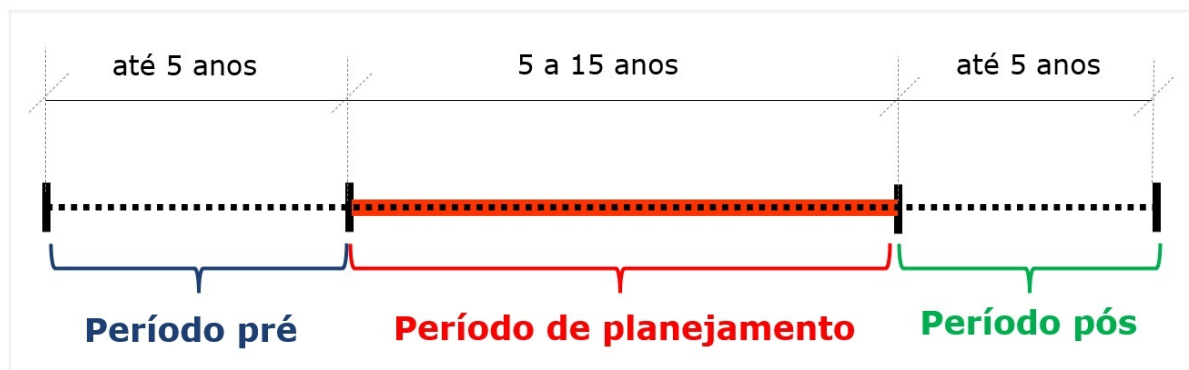 até 5 anos
5 a 15 anos
até 5 anos
Período pré
Período de planejamento
Período pós